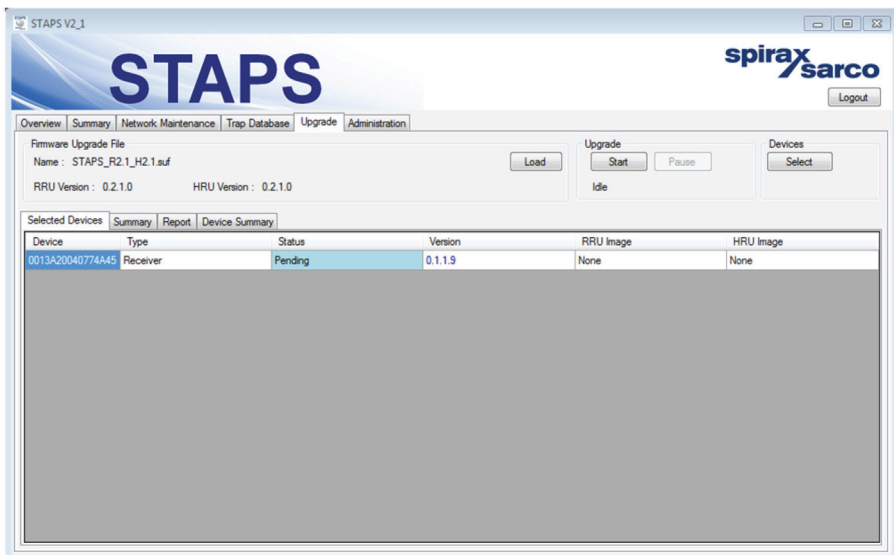 STAPS V2_1
STAPS
spirax
sarco
Logout
Overview Summary Network Maintenance Trap Database Upgrade Administration
Firmware Upgrade File Upgrade Devices
Name : STAPS_R2.1_H2.1.suf Load Start Pause Select
RRU Version : 0.2.1.0 HRU Version : 0.2.1.0 Idle
Selected Devices Summary Report Device Summary
Device Type Status Version RRU Image HRU Image
0013A20040774A45 Receiver Pending 0.1.1.9 None None